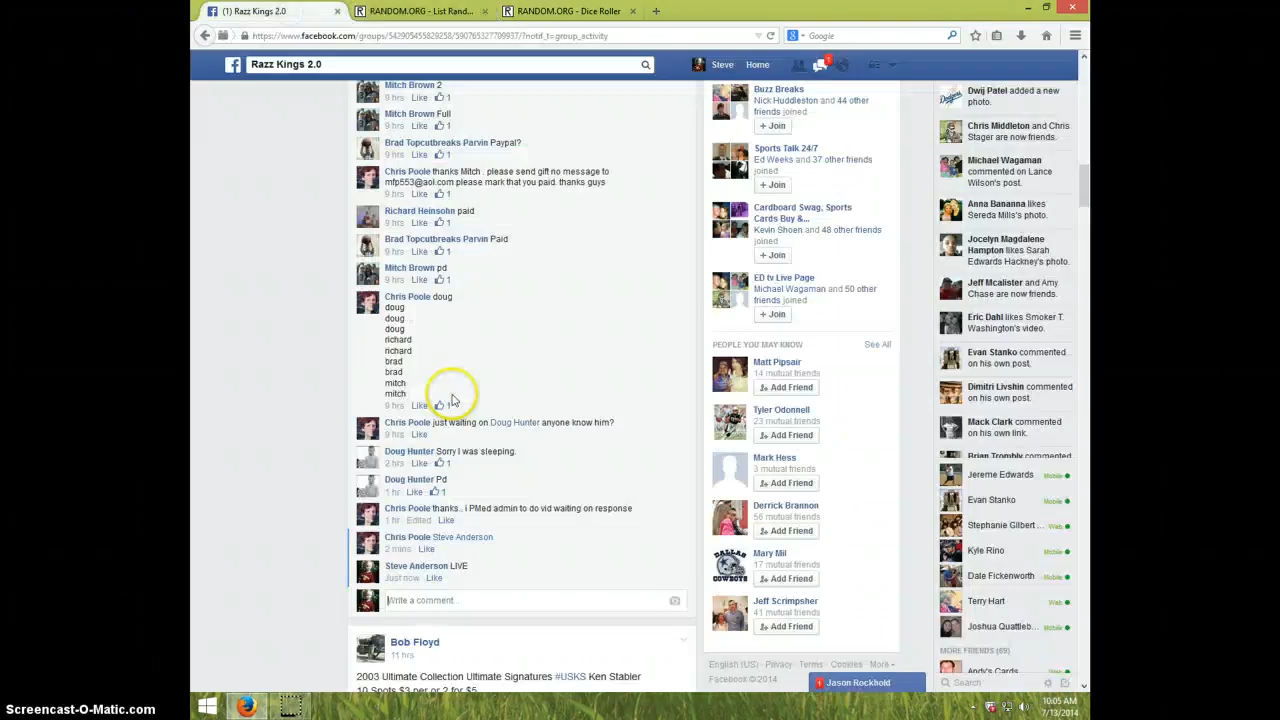 (1) Razz Kings 2.0
RANDOM.ORG - List Rand...
RANDOM.ORG - Dice Roller
https://www.facebook.com/groups/542905455829258/590765327709937/?notif_t=group_activity
Google
Razz Kings 2.0
Steve Home
1
Mitch Brown 2
9 hrs Like 1
Mitch Brown Full
9 hrs Like 1
Brad Topcutbreaks Parvin Paypal?
9 hrs Like 1
Chris Poole thanks Mitch . please send gift no message to
mfp553@aol.com please mark that you paid. thanks guys
9 hrs Like 1
Richard Heinsohn paid
9 hrs Like 1
Brad Topcutbreaks Parvin Paid
9 hrs Like 1
Mitch Brown pd
9 hrs Like 1
Chris Poole doug
doug
doug
doug
richard
richard
brad
brad
mitch
mitch
9 hrs Like 1
Chris Poole just waiting on Doug Hunter anyone know him?
9 hrs Like
Doug Hunter Sorry I was sleeping.
2 hrs Like 1
Doug Hunter Pd
1 hr Like 1
Chris Poole thanks.. i PMed admin to do vid waiting on response
1 hr Edited Like
Chris Poole Steve Anderson
2 mins Like
Steve Anderson LIVE
Just now Like
Write a comment...
Bob Floyd
11 hrs
2003 Ultimate Collection Ultimate Signatures #USKS Ken Stabler
10 Spots $3 per or 2 for $5
Buzz Breaks
Nick Huddleston and 44 other
friends joined
+ Join
Sports Talk 24/7
Ed Weeks and 37 other friends
joined
+ Join
Cardboard Swag, Sports
Cards Buy &...
Kevin Shoen and 48 other friends
joined
+ Join
ED tv Live Page
Michael Wagaman and 50 other
friends joined
+ Join
PEOPLE YOU MAY KNOW See All
Matt Pipsair
14 mutual friends
Add Friend
Tyler Odonnell
23 mutual friends
Add Friend
Mark Hess
3 mutual friends
Add Friend
Derrick Brannon
56 mutual friends
Add Friend
Mary Mil
17 mutual friends
Add Friend
Jeff Scrimpsher
41 mutual friends
Add Friend
English (US) · Privacy · Terms · Cookies · More
Facebook © 2014
1 Jason Rockhold
Dwij Patel added a new
photo.
Chris Middleton and Chris
Stager are now friends.
Michael Wagaman
commented on Lance
Wilson's post.
Anna Bananna likes
Sereda Mills's photo.
Jocelyn Magdalene
Hampton likes Sarah
Edwards Hackney's photo.
Jeff Mcalister and Amy
Chase are now friends.
Eric Dahl likes Smoker T.
Washington's video.
Evan Stanko commented
on his own post.
Dimitri Livshin commented
on his own post.
Mack Clark commented
on his own link.
Brian Trombly commented
Jereme Edwards Mobile
Evan Stanko
Stephanie Gilbert ... Web
Kyle Rino Web
Dale Fickenworth Mobile
Terry Hart Web
Joshua Quattleb... Mobile
MORE FRIENDS (69)
Andy's Cards
Search
10:05 AM
7/13/2014
Screencast-O-Matic.com